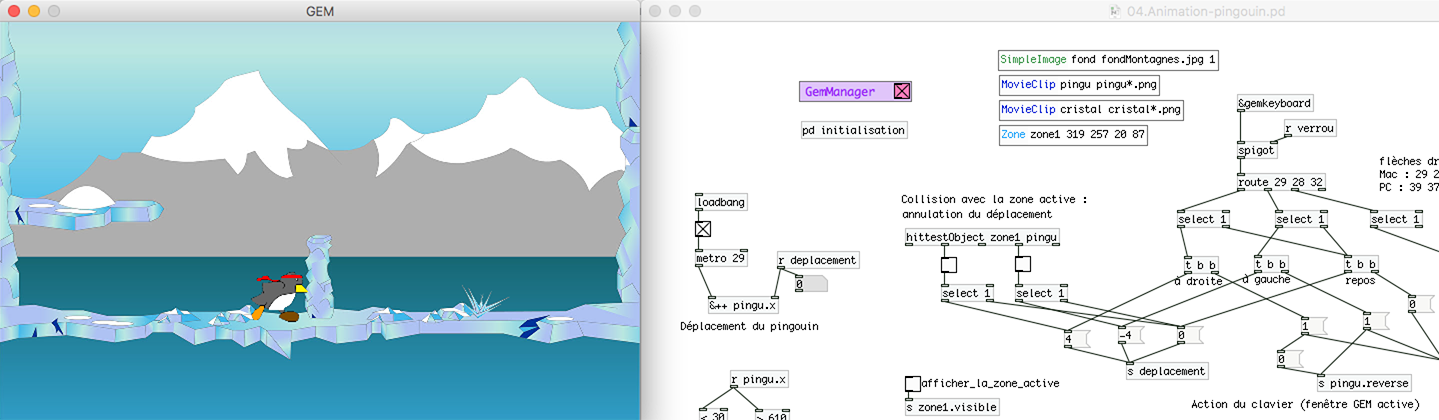 GEM
04.Animation-pingouin.pd
SimpleImage fond fondMontagnes.jpg 1
GemManager
MovieClip pingu pingu*.png
MovieClip cristal cristal*.png
pd initialisation
Zone zone1 319 257 20 87
&gemkeyboard
r verrou
spigot
flèches dr
Mac : 29 2
PC : 39 37
route 29 28 32
loadbang
Collision avec la zone active :
annulation du déplacement
select 1
select 1
select 1
hittestObject zone1 pingu
metro 29
r deplacement
0
t b b
t b b
t b b
à droite
à gauche
repos
select 1
select 1
&++ pingu.x
0
Déplacement du pingouin
4
-4
0
1
1
0
s deplacement
r pingu.x
afficher_la_zone_active
s pingu.reverse
s zone1.visible
Action du clavier (fenêtre GEM active)
< 30
> 610